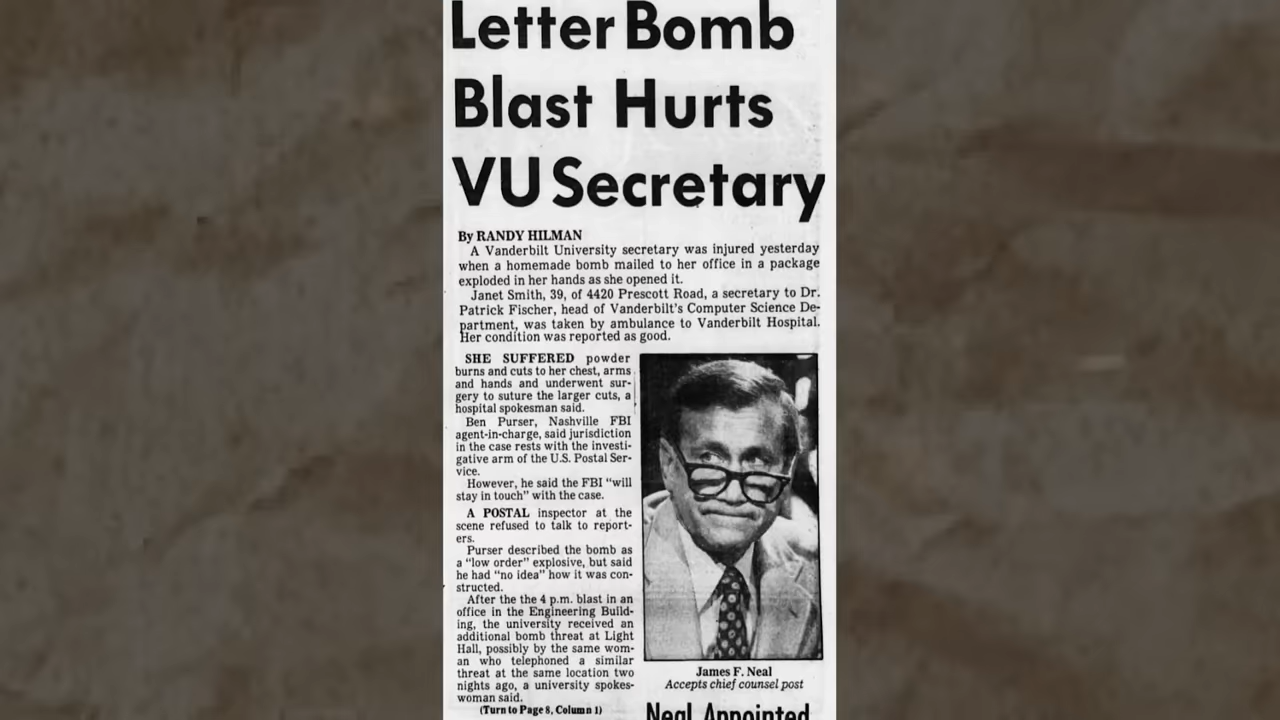 Letter Bomb
Blast Hurts
VU Secretary
By RANDY HILMAN
A Vanderbilt University secretary was injured yesterday
when a homemade bomb mailed to her office in a package
exploded in her hands as she opened it.
Janet Smith, 39, of 4420 Prescott Road, a secretary to Dr.
Patrick Fischer, head of Vanderbilt's Computer Science De-
partment, was taken by ambulance to Vanderbilt Hospital.
Her condition was reported as good.
SHE SUFFERED powder
burns and cuts to her chest, arms
and hands and underwent sur-
gery to suture the larger cuts, a
hospital spokesman said.
Ben Purser, Nashville FBI
agent-in-charge, said jurisdiction
in the case rests with the investi-
gative arm of the U.S. Postal Ser-
vice.
However, he said the FBI "will
stay in touch" with the case.
A POSTAL inspector at the
scene refused to talk to report-
ers.
Purser described the bomb as
a "low order" explosive, but said
he had "no idea" how it was con-
structed.
After the the 4 p.m. blast in an
office in the Engineering Build-
ing, the university received an
additional bomb threat at Light
Hall, possibly by the same wom-
an who telephoned a similar
threat at the same location two
nights ago, a university spokes-
woman said.
(Turn to Page 8, Column 1)
James F. Neal
Accepts chief counsel post
Neal Appointed